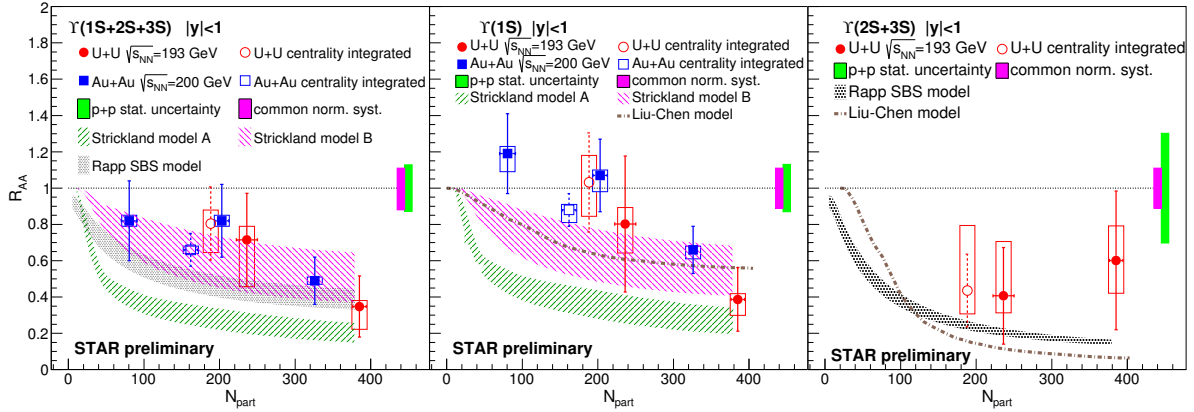 ϒ(1S+2S+3S) |y|<1
U+U √sNN=193 GeV
U+U centrality integrated
Au+Au √sNN=200 GeV
Au+Au centrality integrated
p+p stat. uncertainty
common norm. syst.
Strickland model A
Strickland model B
Rapp SBS model
STAR preliminary
RAA
2
1.8
1.6
1.4
1.2
1
0.8
0.6
0.4
0.2
0
0 100 200 300 400
Npart
ϒ(1S) |y|<1
U+U √sNN=193 GeV
U+U centrality integrated
Au+Au √sNN=200 GeV
Au+Au centrality integrated
p+p stat. uncertainty
common norm. syst.
Strickland model A
Strickland model B
Liu-Chen model
STAR preliminary
0 100 200 300 400
Npart
ϒ(2S+3S) |y|<1
U+U √sNN=193 GeV
U+U centrality integrated
p+p stat. uncertainty
common norm. syst.
Rapp SBS model
Liu-Chen model
STAR preliminary
0 100 200 300 400
Npart